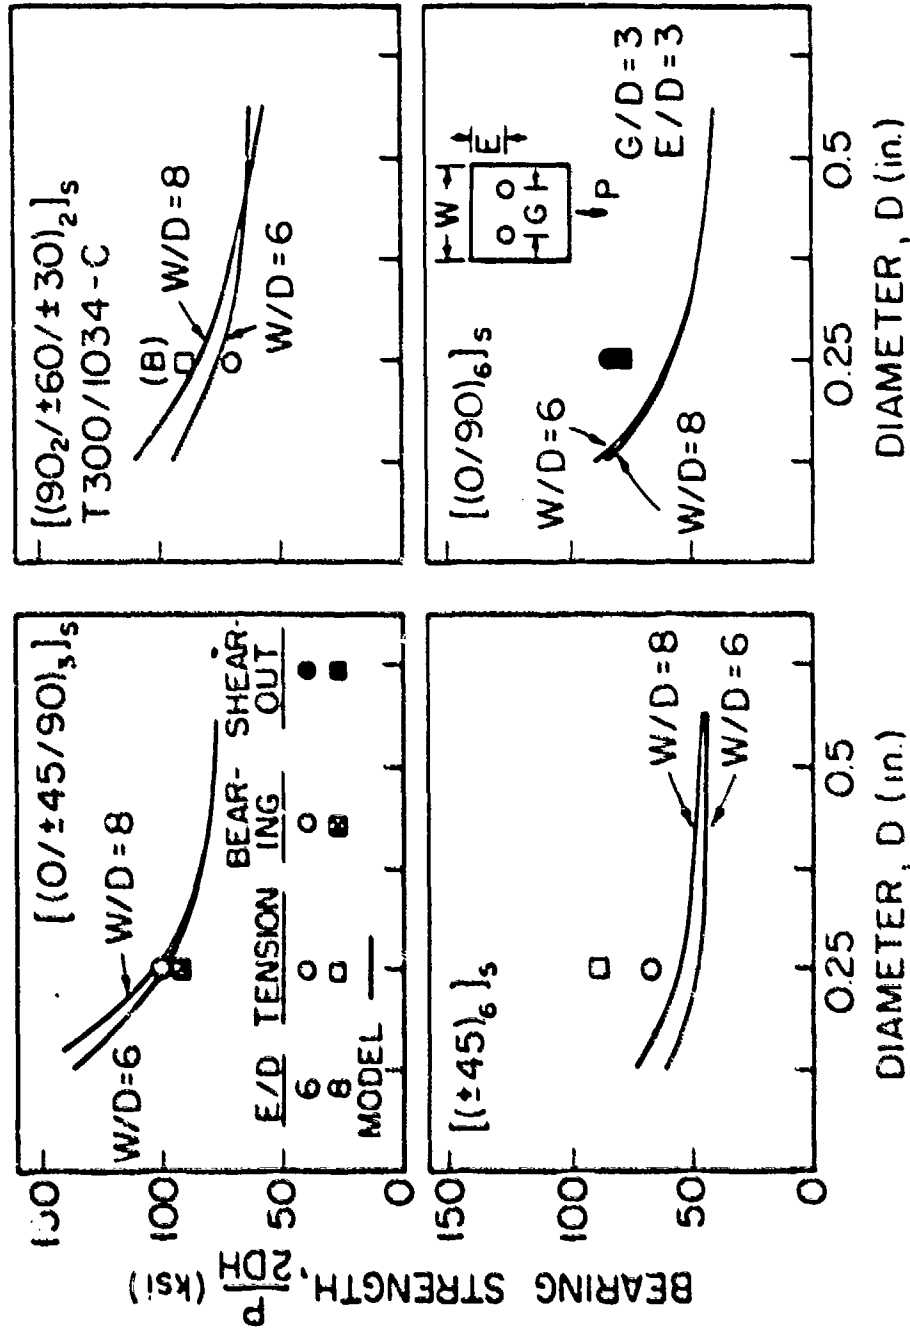 [(0/±45/90)₃]s
W/D=8
W/D=6
E/D TENSION BEAR-ING SHEAR-OUT
6
8
MODEL
[(90₂/±60/±30)₂]s
T300/1034-C
(B)
W/D=8
W/D=6
[(±45)₆]s
W/D=8
W/D=6
[(0/90)₆]s
W/D=6
W/D=8
W
E
G
P
G/D=3
E/D=3
100
50
0
150
100
50
0
BEARING STRENGTH, P/2DH (ksi)
0.25
0.5
DIAMETER, D (in.)
0.25
0.5
DIAMETER, D (in.)